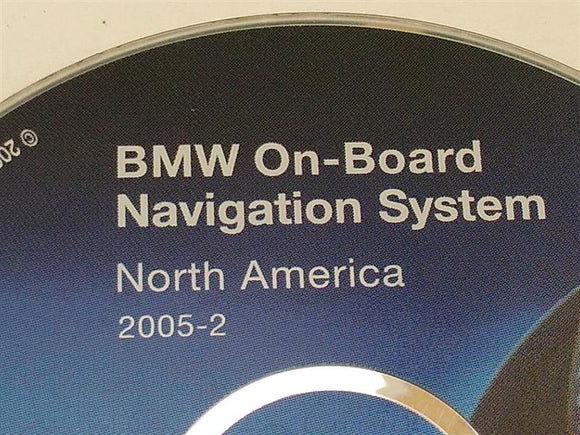 BMW On-Board
Navigation System
North America
2005-2
©